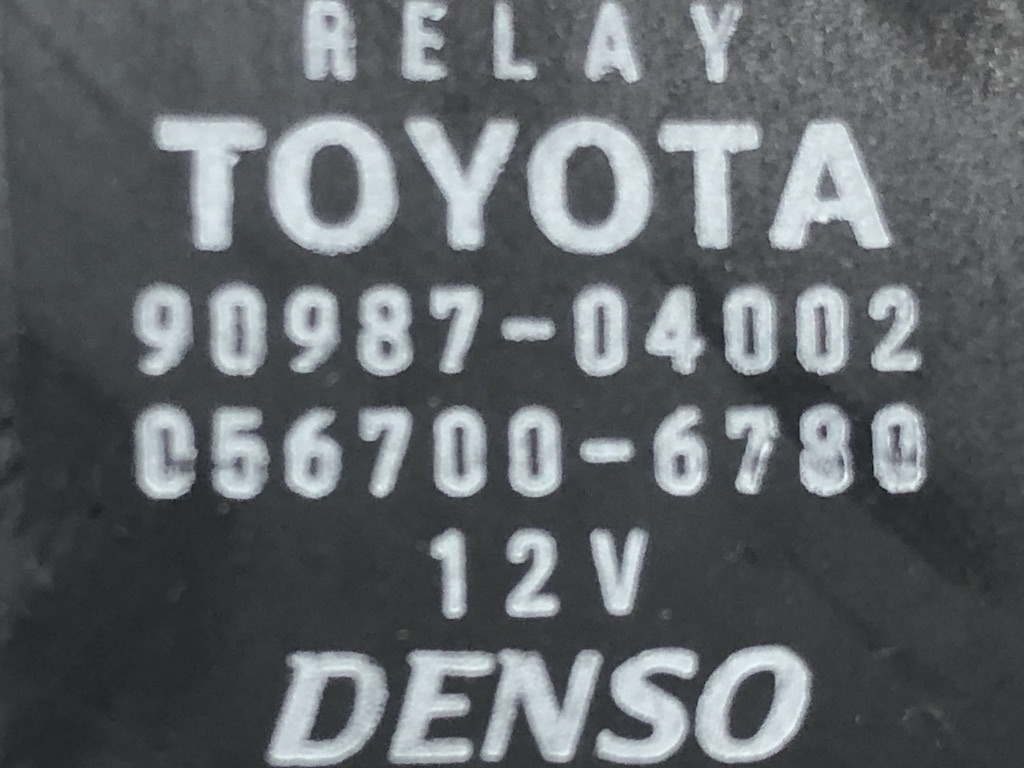 RELAY
TOYOTA
90987-04002
056700-6780
12V
DENSO